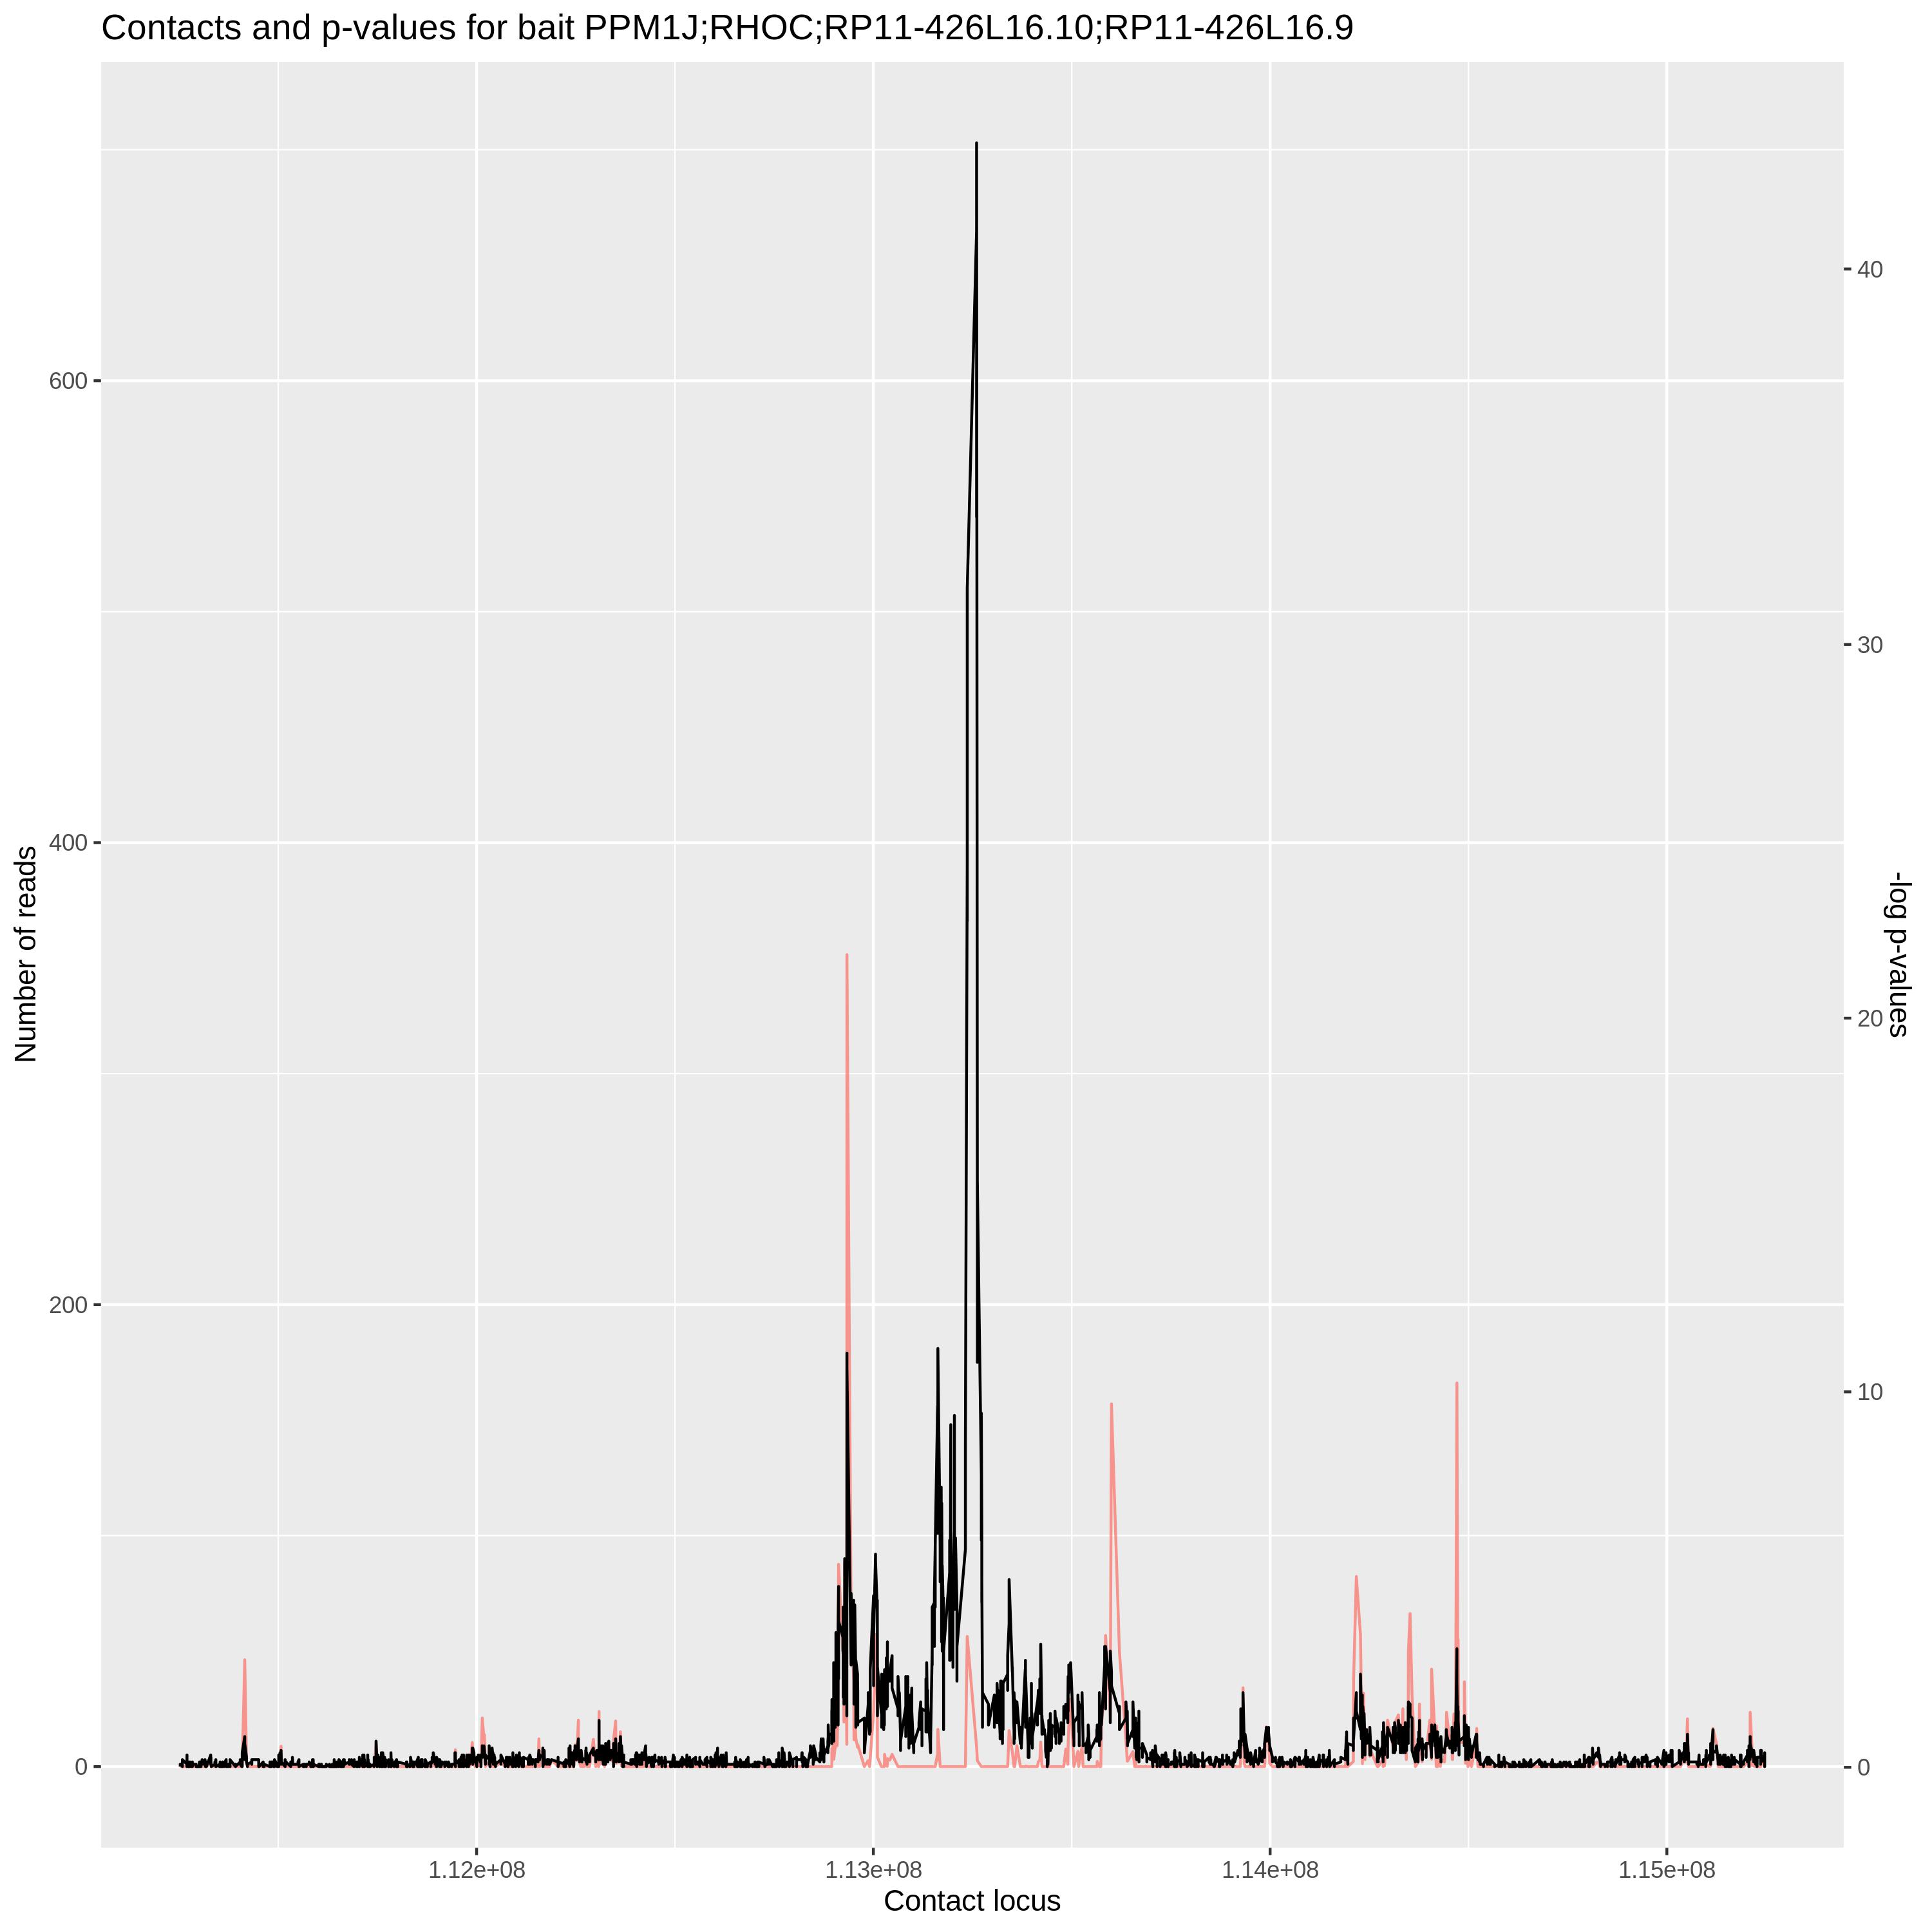 Contacts and p-values for bait PPM1J;RHOC;RP11-426L16.10;RP11-426L16.9
600
400
200
0
Number of reads
40
30
20
10
0
-log p-values
1.12e+08
1.13e+08
1.14e+08
1.15e+08
Contact locus